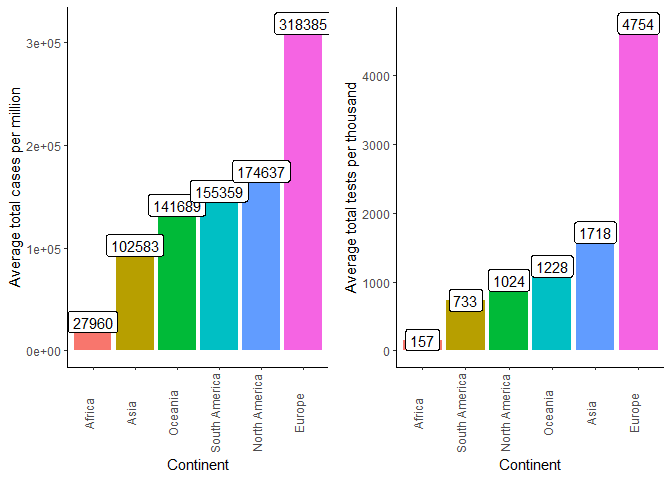 Average total cases per million
3e+05
2e+05
1e+05
0e+00
27960
102583
141689
155359
174637
318385
Africa
Asia
Oceania
South America
North America
Europe
Continent
Average total tests per thousand
4000
3000
2000
1000
0
157
733
1024
1228
1718
4754
Africa
South America
North America
Oceania
Asia
Europe
Continent